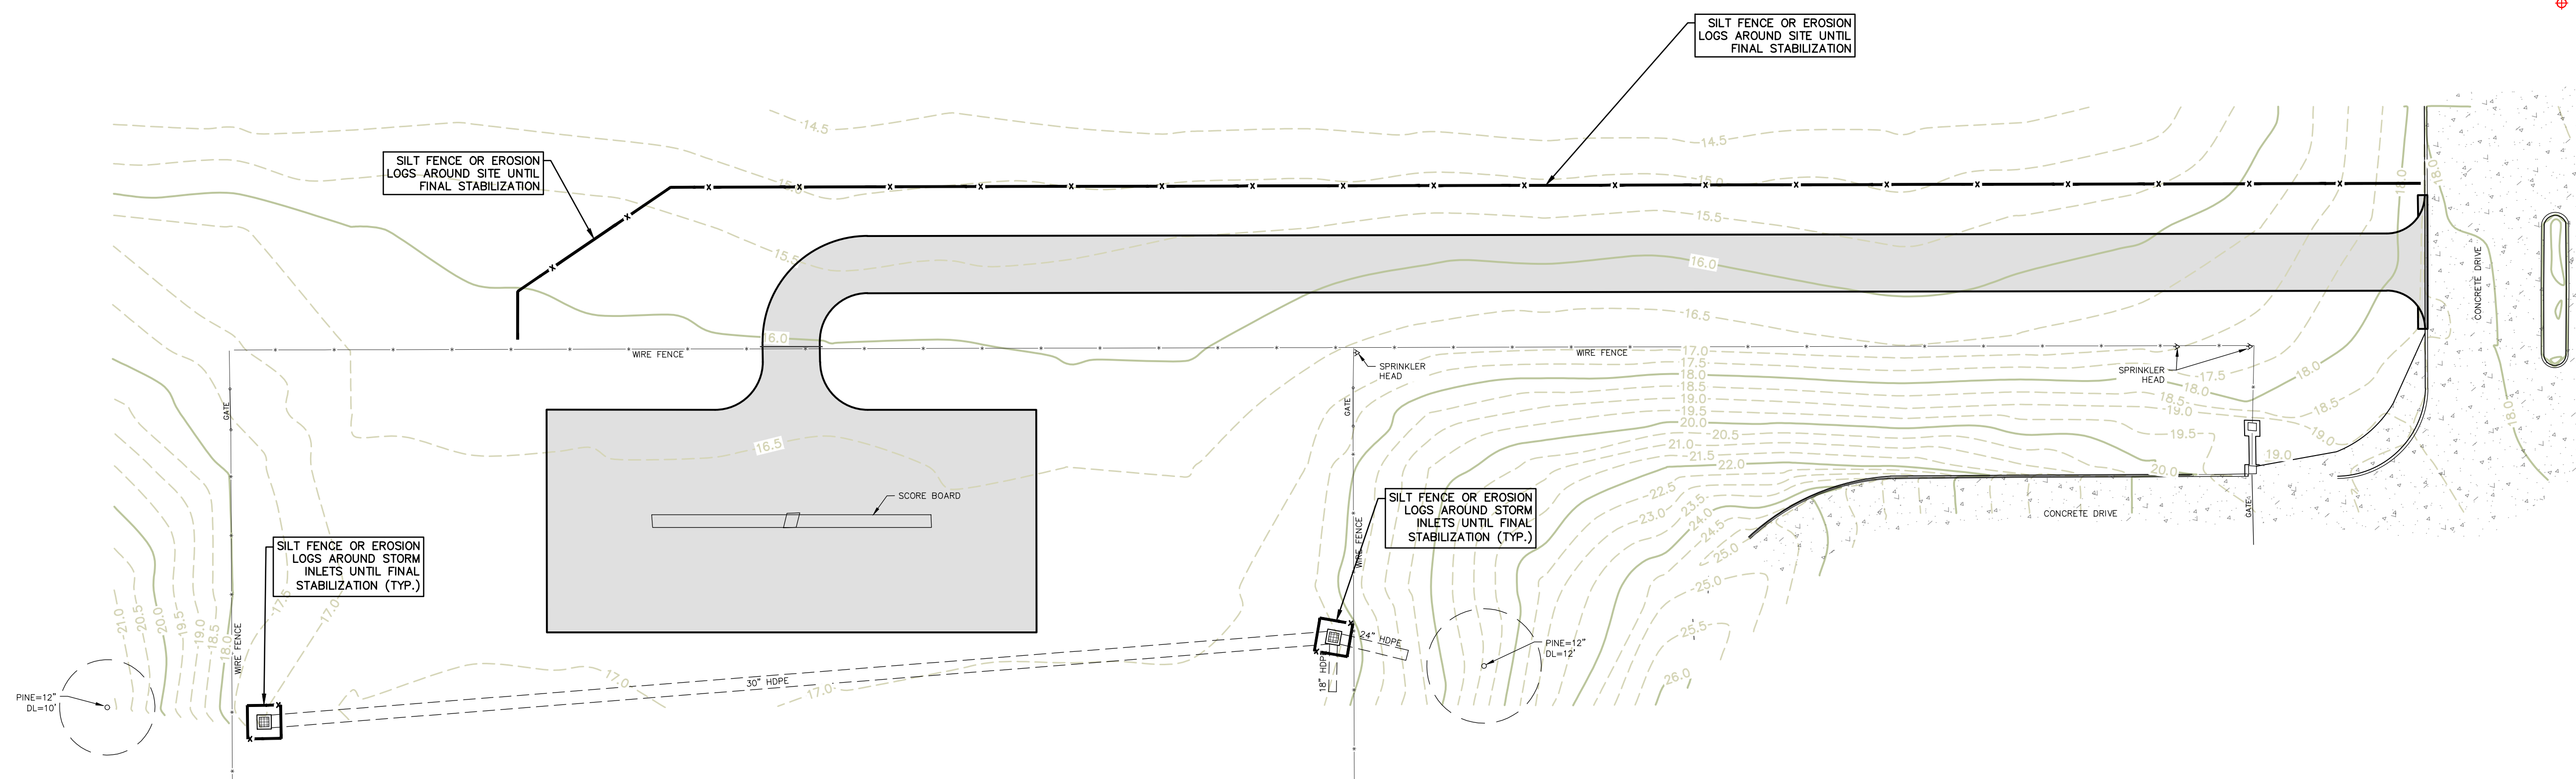 SILT FENCE OR EROSION
LOGS AROUND SITE UNTIL
FINAL STABILIZATION
14.5
14.5
SILT FENCE OR EROSION
LOGS AROUND SITE UNTIL
FINAL STABILIZATION
15.0
15.0
18.0
18.0
15.5
15.5
16.0
CONCRETE DRIVE
16.0
16.5
WIRE FENCE
WIRE FENCE
17.0
17.5
18.0
18.5
19.0
19.5
20.0
20.5
21.0
21.5
22.0
22.5
23.0
23.5
24.0
24.5
25.0
25.0
25.5
26.0
SPRINKLER
HEAD
SPRINKLER
HEAD
17.5
18.0
18.0
18.5
19.0
18.5
19.0
19.5
20.0
19.0
18.0
GATE
GATE
GATE
16.5
SCORE BOARD
CONCRETE DRIVE
SILT FENCE OR EROSION
LOGS AROUND STORM
INLETS UNTIL FINAL
STABILIZATION (TYP.)
WIRE FENCE
SILT FENCE OR EROSION
LOGS AROUND STORM
INLETS UNTIL FINAL
STABILIZATION (TYP.)
21.0
20.5
20.0
19.5
19.0
18.5
18.0
17.5
17.0
WIRE FENCE
PINE=12"
DL=10'
30" HDPE
17.0
17.0
24" HDPE
18" HDPE
PINE=12"
DL=12'